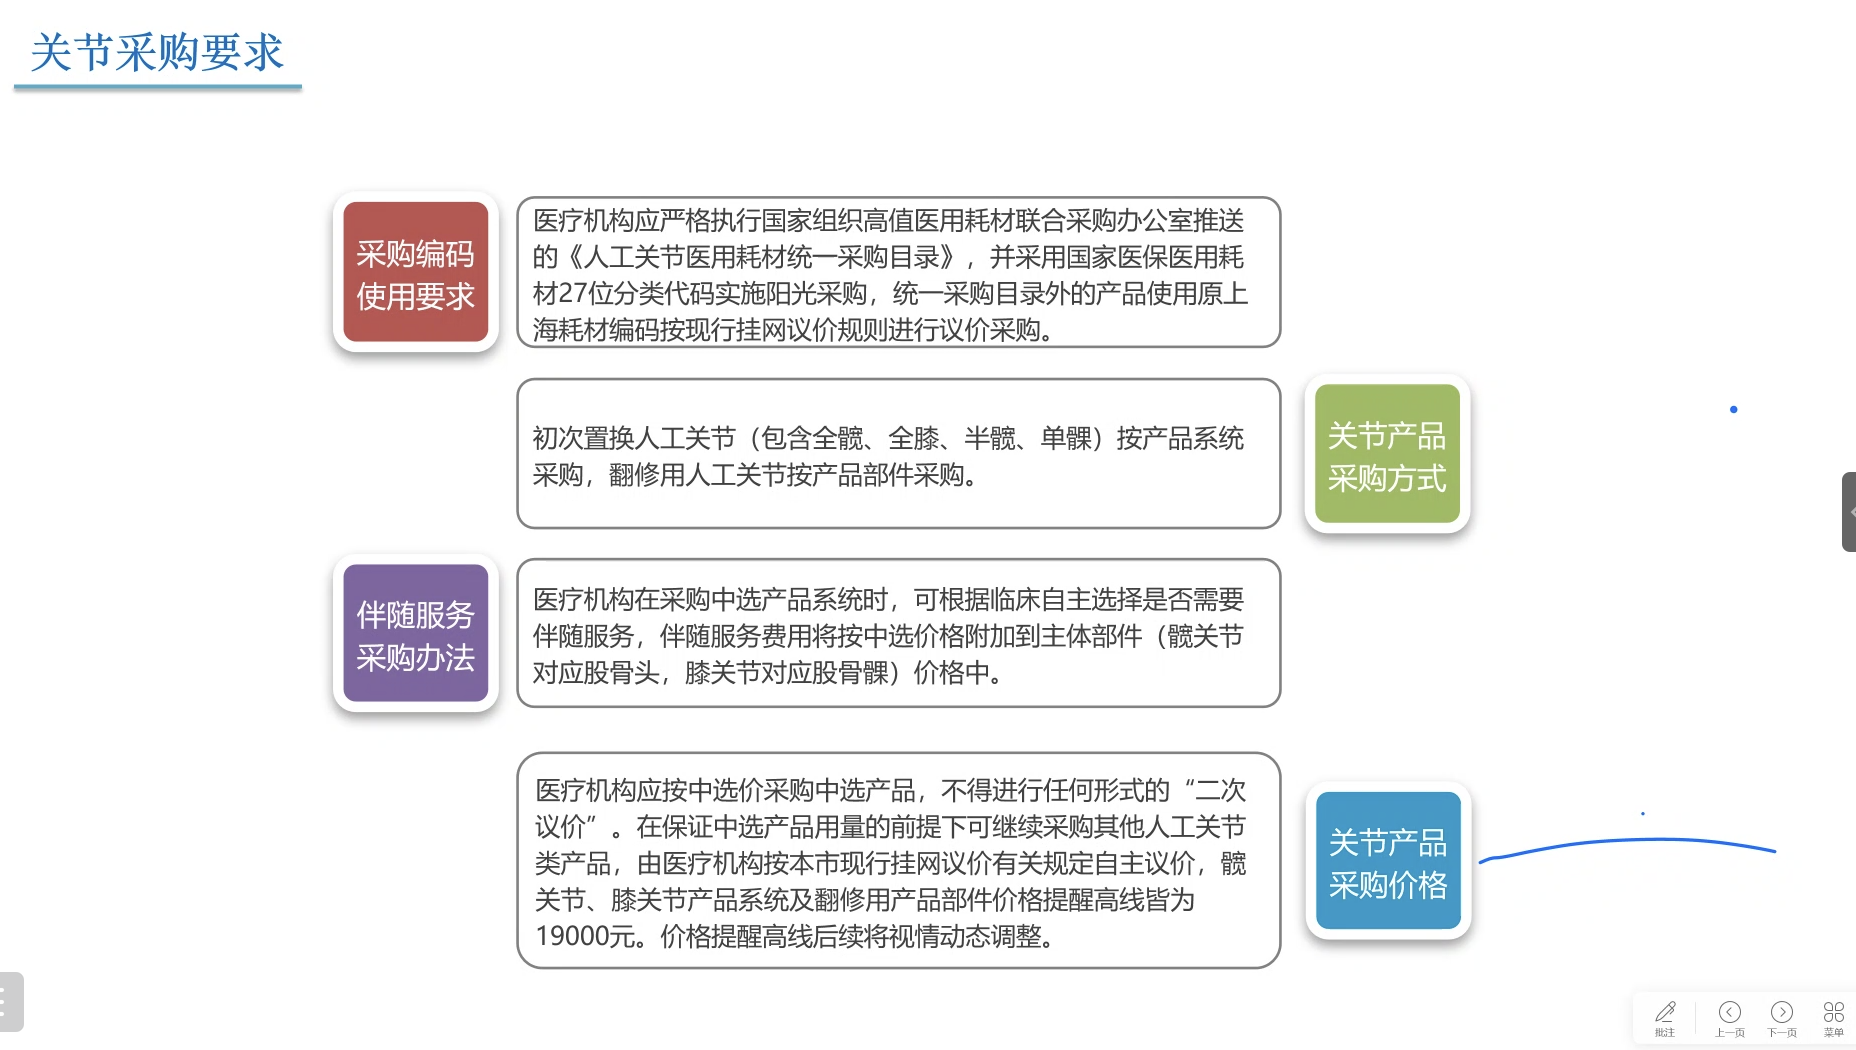 关节采购要求
采购编码
使用要求
医疗机构应严格执行国家组织高值医用耗材联合采购办公室推送
的《人工关节医用耗材统一采购目录》，并采用国家医保医用耗
材27位分类代码实施阳光采购，统一采购目录外的产品使用原上
海耗材编码按现行挂网议价规则进行议价采购。
初次置换人工关节（包含全髋、全膝、半髋、单髁）按产品系统
采购，翻修用人工关节按产品部件采购。
关节产品
采购方式
伴随服务
采购办法
医疗机构在采购中选产品系统时，可根据临床自主选择是否需要
伴随服务，伴随服务费用将按中选价格附加到主体部件（髋关节
对应股骨头，膝关节对应股骨髁）价格中。
医疗机构应按中选价采购中选产品，不得进行任何形式的“二次
议价”。在保证中选产品用量的前提下可继续采购其他人工关节
类产品，由医疗机构按本市现行挂网议价有关规定自主议价，髋
关节、膝关节产品系统及翻修用产品部件价格提醒高线皆为
19000元。价格提醒高线后续将视情动态调整。
关节产品
采购价格
批注
上一页
下一页
菜单